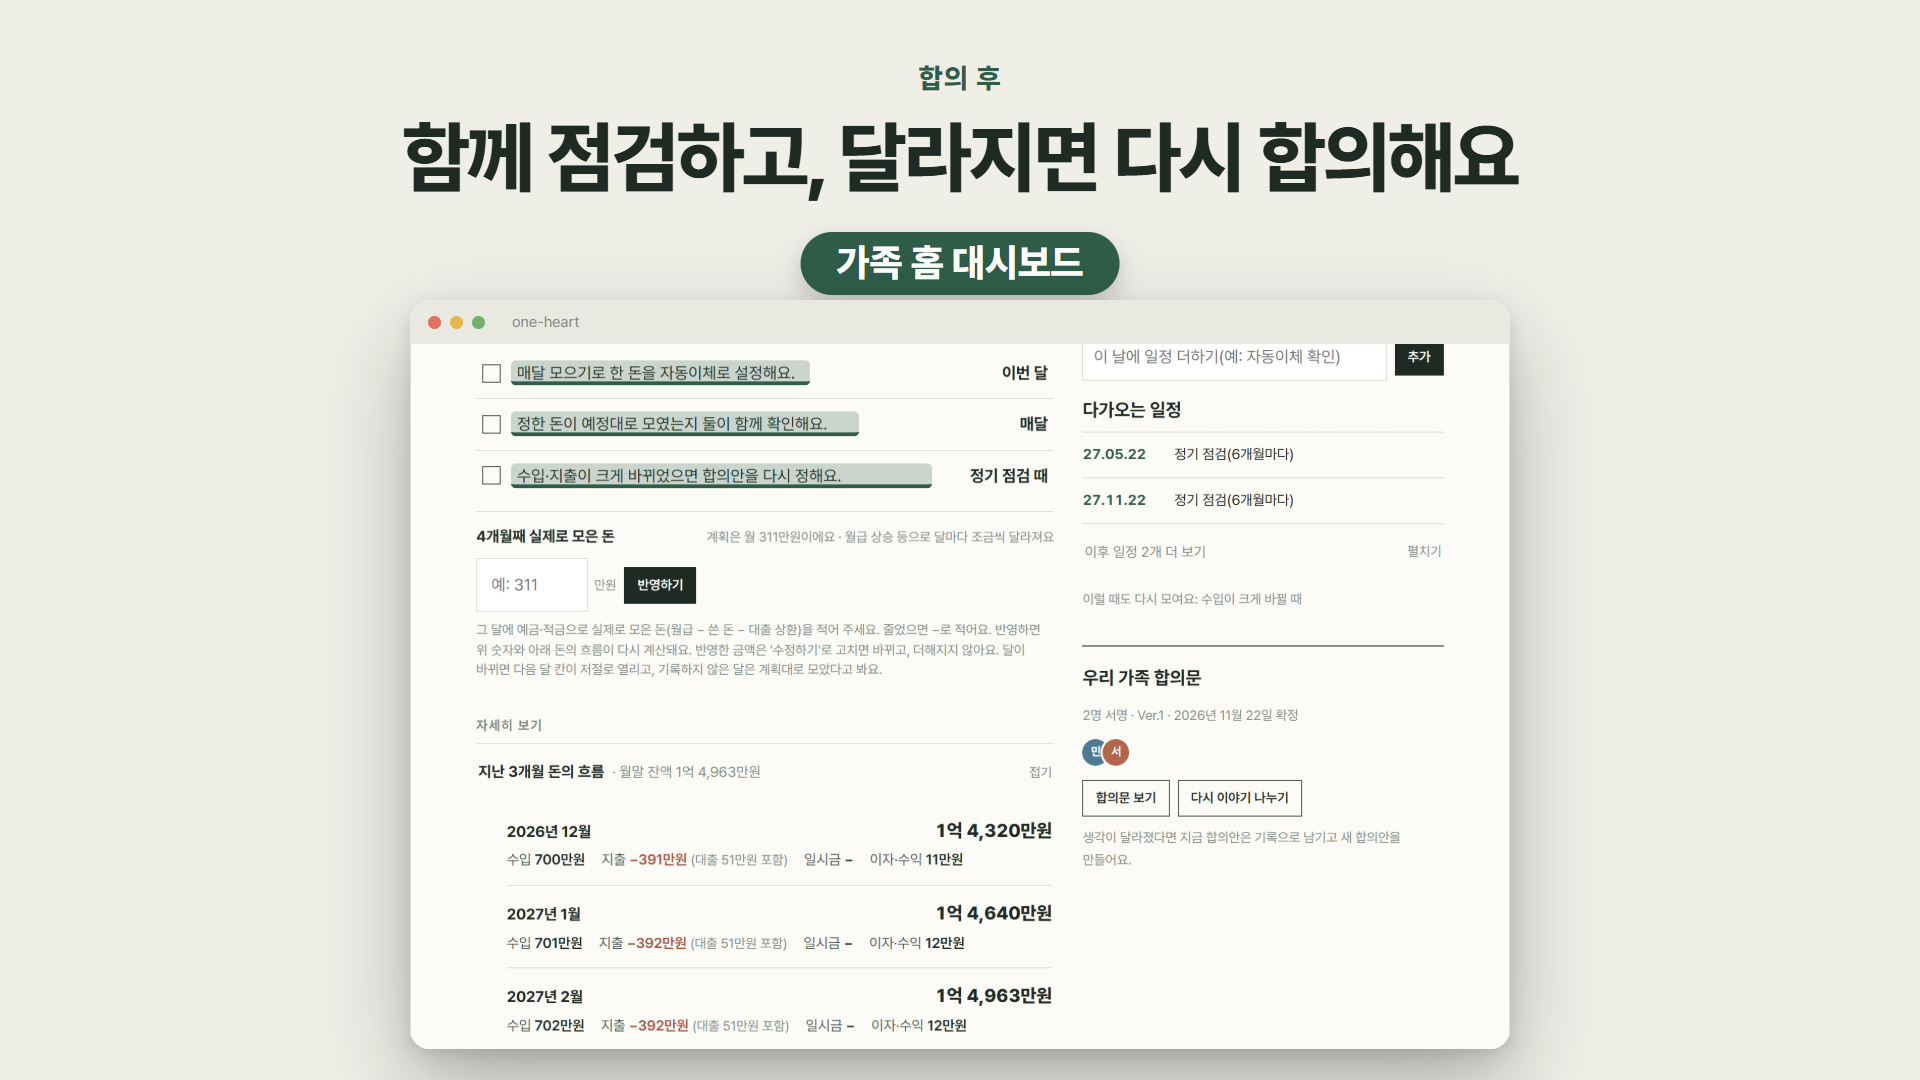 합의 후
함께 점검하고, 달라지면 다시 합의해요
가족 홈 대시보드
one-heart
매달 모으기로 한 돈을 자동이체로 설정해요. 이번 달
정한 돈이 예정대로 모였는지 둘이 함께 확인해요. 매달
수입·지출이 크게 바뀌었으면 합의안을 다시 정해요. 정기 점검 때
4개월째 실제로 모은 돈 계획은 월 311만원이에요 · 월급 상승 등으로 달마다 조금씩 달라져요
예: 311 만원 반영하기
그 달에 예금·적금으로 실제로 모은 돈(월급 − 쓴 돈 − 대출 상환)을 적어 주세요. 줄었으면 −로 적어요. 반영하면
위 숫자와 아래 돈의 흐름이 다시 계산돼요. 반영한 금액은 '수정하기'로 고치면 바뀌고, 더해지지 않아요. 달이
바뀌면 다음 달 칸이 저절로 열리고, 기록하지 않은 달은 계획대로 모았다고 봐요.
자세히 보기
지난 3개월 돈의 흐름 · 월말 잔액 1억 4,963만원 접기
2026년 12월 1억 4,320만원
수입 700만원 지출 −391만원 (대출 51만원 포함) 일시금 − 이자·수익 11만원
2027년 1월 1억 4,640만원
수입 701만원 지출 −392만원 (대출 51만원 포함) 일시금 − 이자·수익 12만원
2027년 2월 1억 4,963만원
수입 702만원 지출 −392만원 (대출 51만원 포함) 일시금 − 이자·수익 12만원
이 날에 일정 더하기(예: 자동이체 확인) 추가
다가오는 일정
27.05.22 정기 점검(6개월마다)
27.11.22 정기 점검(6개월마다)
이후 일정 2개 더 보기 펼치기
이럴 때도 다시 모여요: 수입이 크게 바뀔 때
우리 가족 합의문
2명 서명 · Ver.1 · 2026년 11월 22일 확정
민 서
합의문 보기 다시 이야기 나누기
생각이 달라졌다면 지금 합의안은 기록으로 남기고 새 합의안을
만들어요.